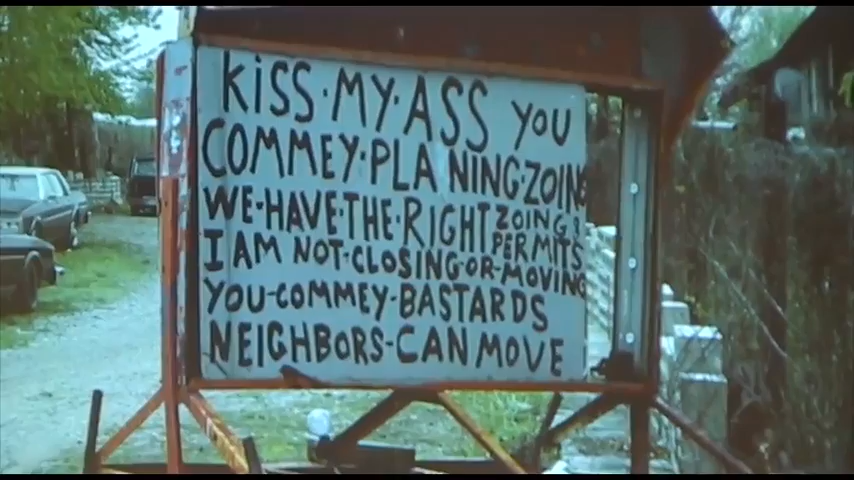 KiSS·MY·ASS YOU
COMMEY·PLA NING·ZOING
WE·HAVE·THE·RIGHT ZOING &
PERMITS
I AM NOT-CLOSING-OR-MOVING
YOU-COMMEY-BASTARDS
NEIGHBORS-CAN MOVE